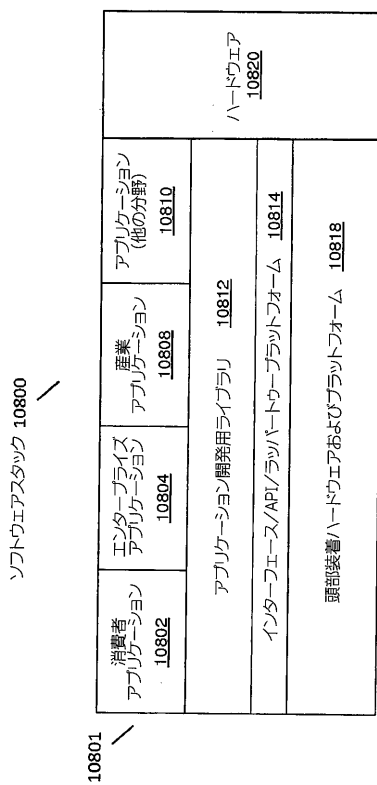 ソフトウェアスタック 10800
10801
消費者
アプリケーション
10802
エンタープライズ
アプリケーション
10804
産業
アプリケーション
10808
アプリケーション
(他の分野)
10810
アプリケーション開発用ライブラリ 10812
インターフェース/API/ラッパートゥープラットフォーム 10814
頭部装着ハードウェアおよびプラットフォーム 10818
ハードウェア
10820